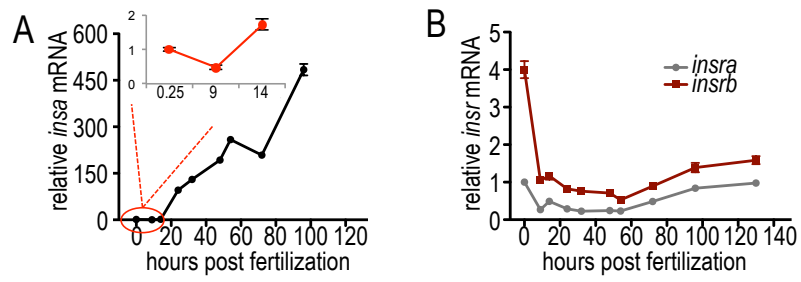 A
relative insa mRNA
600
450
300
150
0
0 20 40 60 80 100 120
hours post fertilization
2
1
0
0.25 9 14
B
relative insr mRNA
5
4
3
2
1
0
0 20 40 60 80 100 120 140
hours post fertilization
insra
insrb